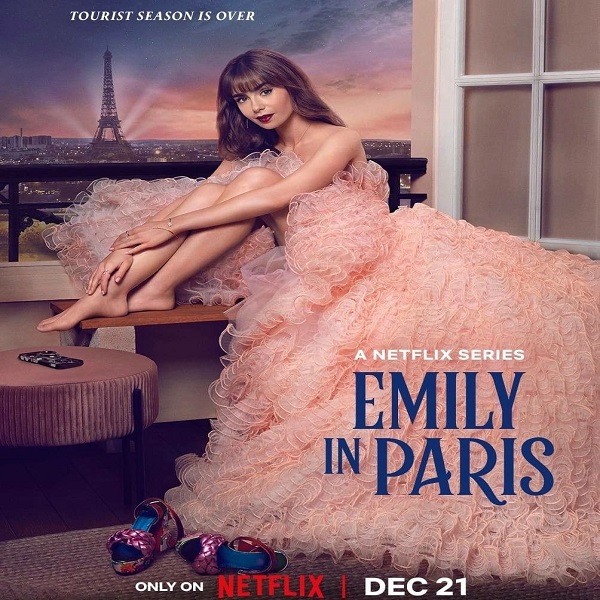 TOURIST SEASON IS OVER
A NETFLIX SERIES
EMILY
IN PARIS
ONLY ON NETFLIX | DEC 21